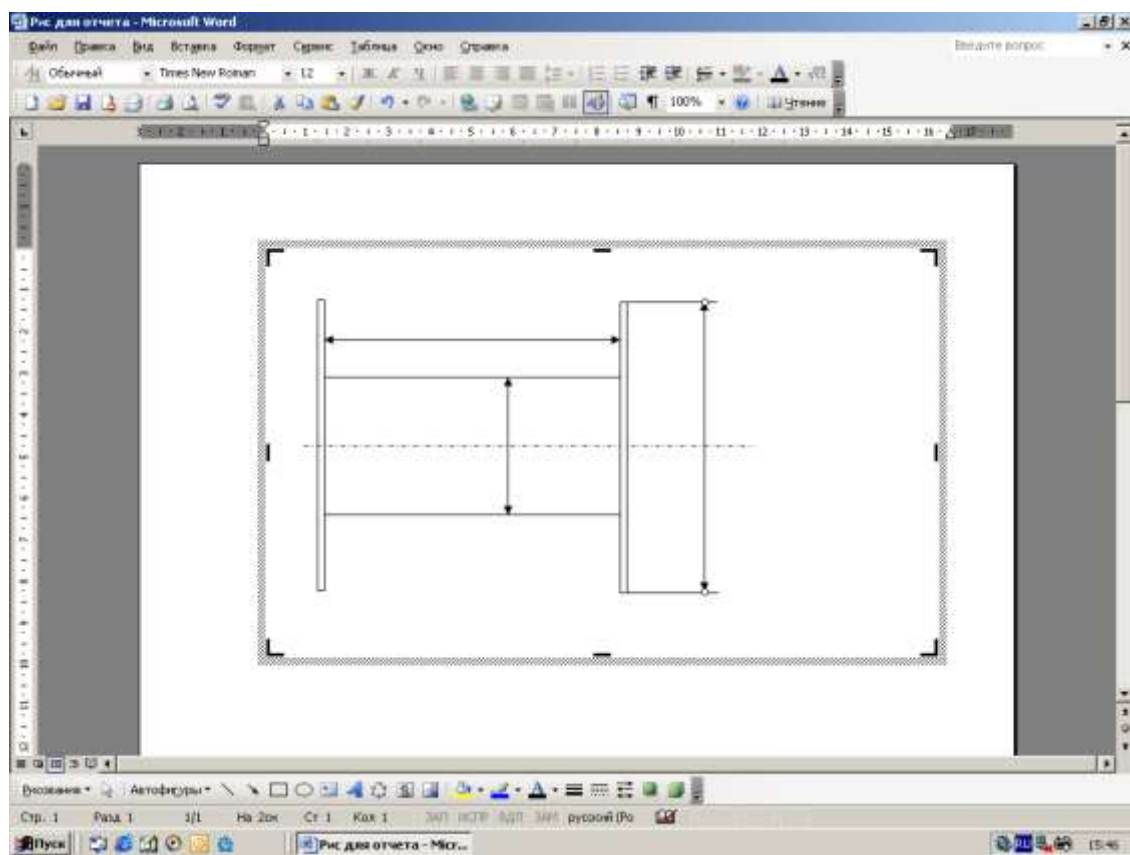 Рис для отчета - Microsoft Word
Файл Правка Вид Вставка Формат Сервис Таблица Окно Справка Введите вопрос
Обычный Times New Roman 12 Ж К Ч
100% Чтение
Рисование Автофигуры
Стр. 1 Разд 1 1/1 На 2см Ст 1 Кол 1 ЗАП ИСПР ВДЛ ЗАМ русский (Ро
Пуск Рис для отчета - Micr... RU 15:46